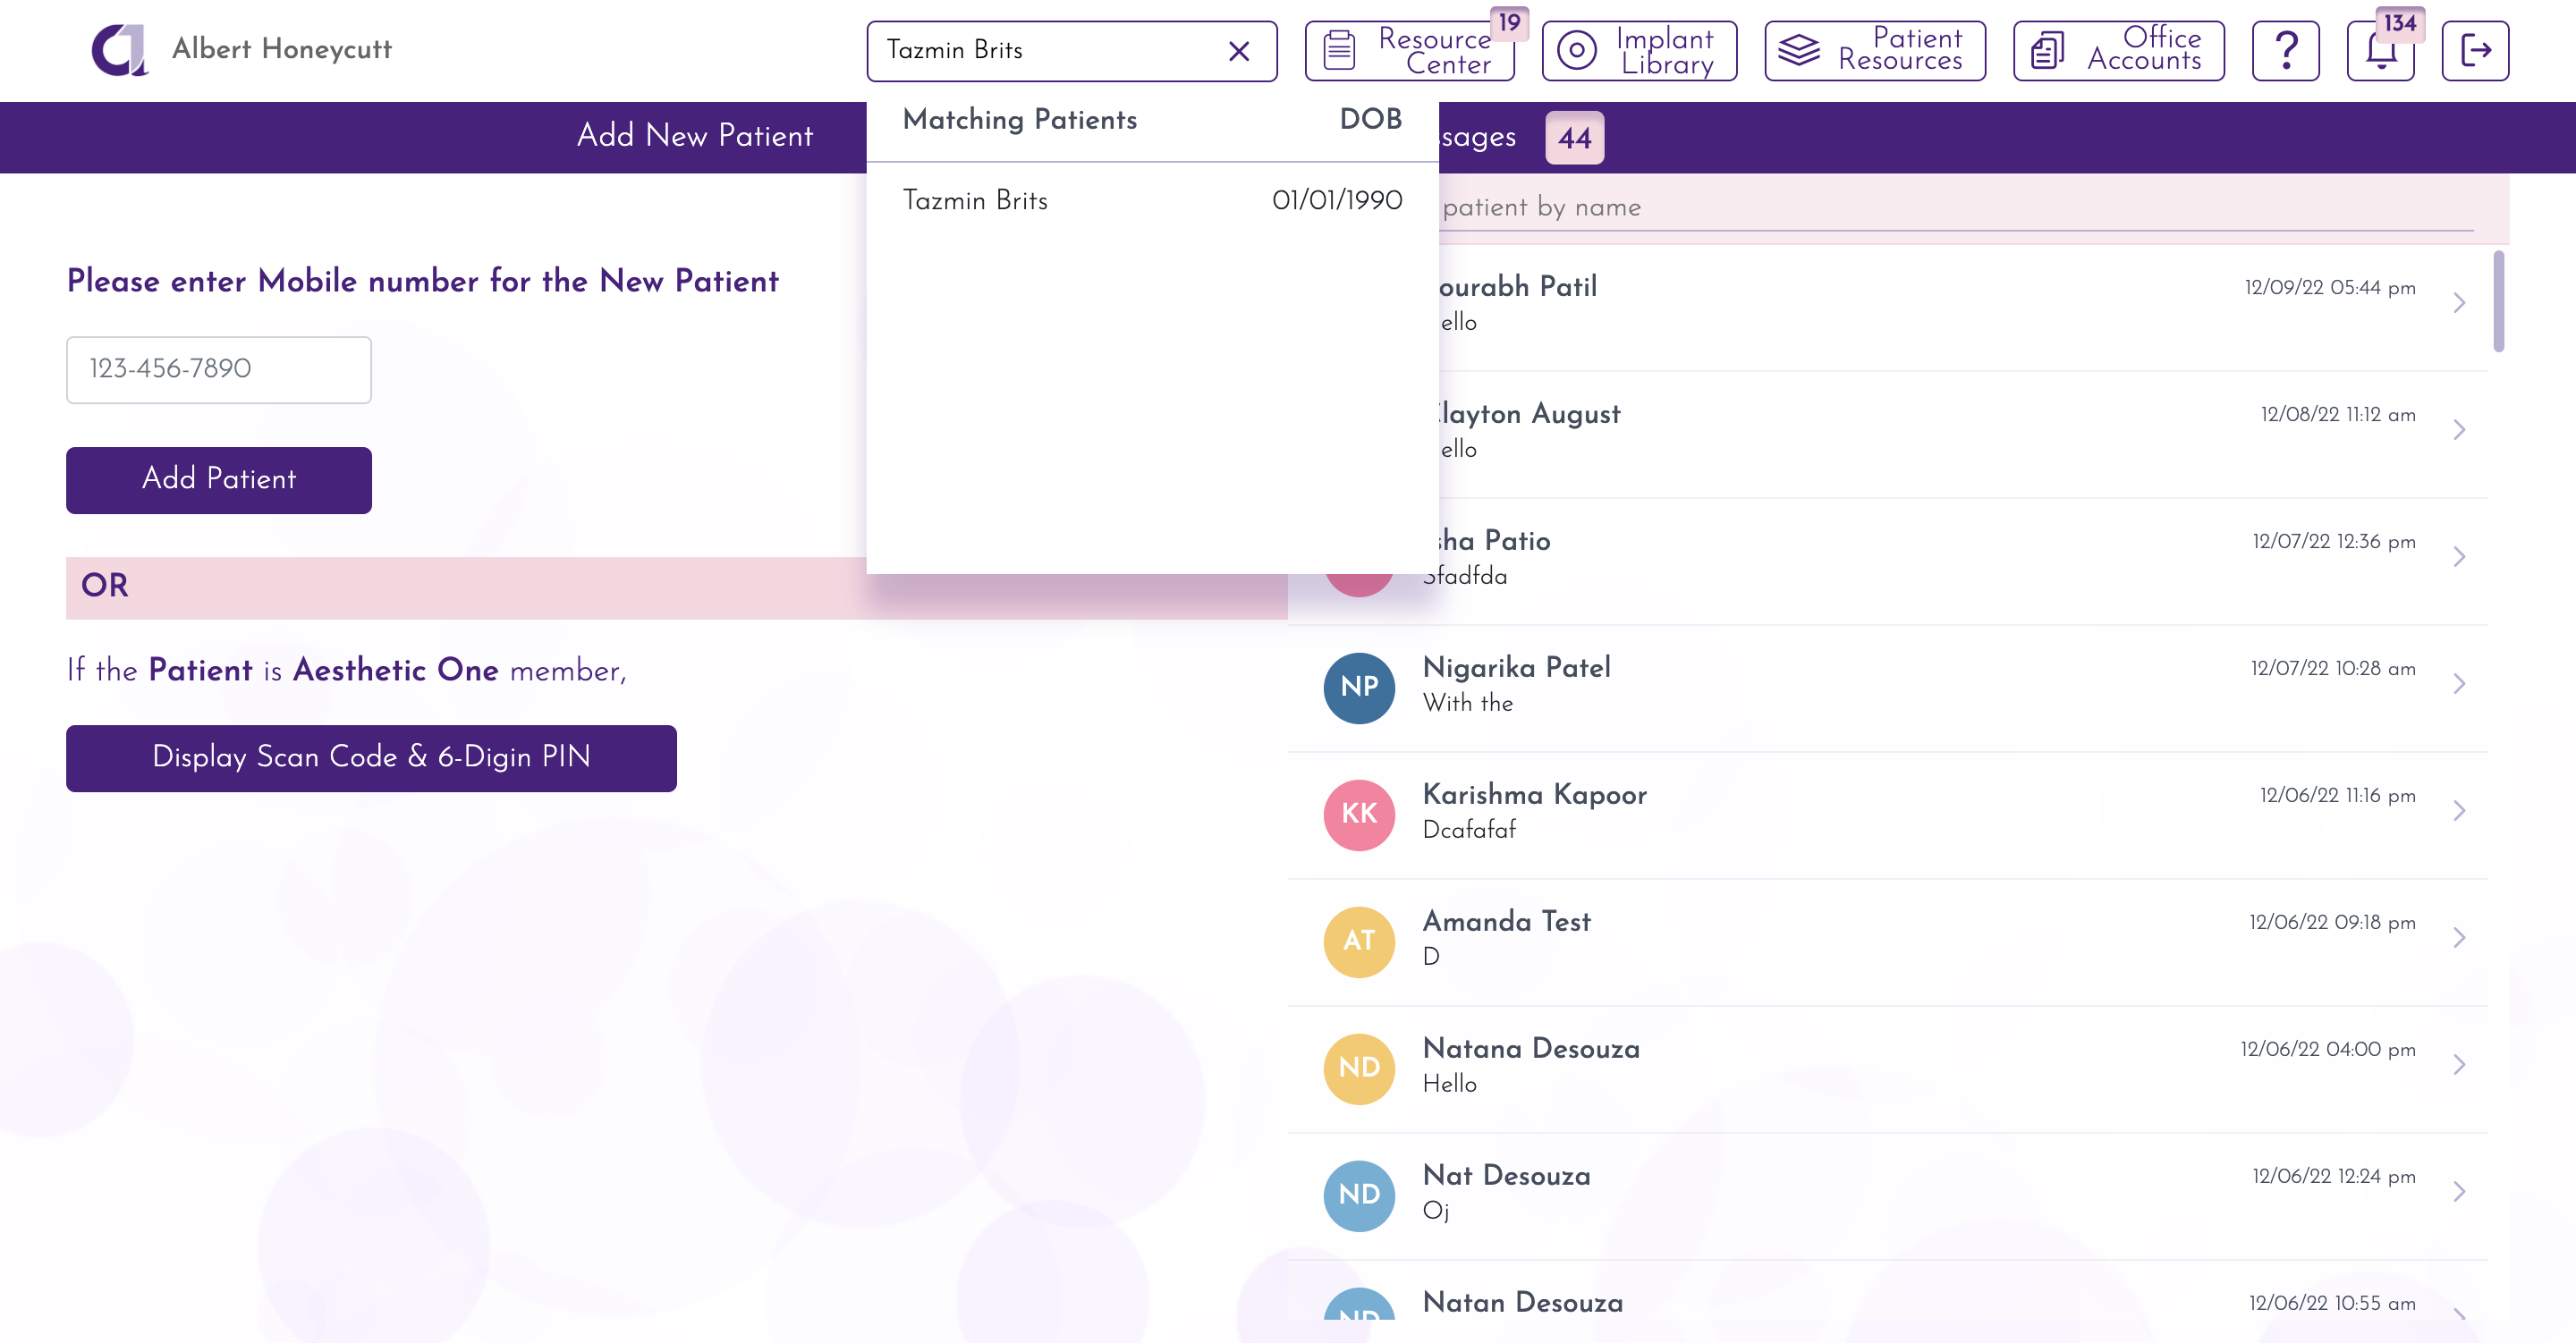 Albert Honeycutt
Tazmin Brits
Resource Center
19
Implant Library
Patient Resources
Office Accounts
?
134
Add New Patient
44
Matching Patients DOB
Tazmin Brits 01/01/1990
patient by name
Please enter Mobile number for the New Patient
123-456-7890
Add Patient
OR
If the Patient is Aesthetic One member,
Display Scan Code & 6-Digin PIN
Patil 12/09/22 05:44 pm
August 12/08/22 11:12 am
Patio 12/07/22 12:36 pm
NP
Nigarika Patel 12/07/22 10:28 am
With the
KK
Karishma Kapoor 12/06/22 11:16 pm
Dcafafaf
AT
Amanda Test 12/06/22 09:18 pm
D
ND
Natana Desouza 12/06/22 04:00 pm
Hello
ND
Nat Desouza 12/06/22 12:24 pm
Oj
ND
Natan Desouza 12/06/22 10:55 am